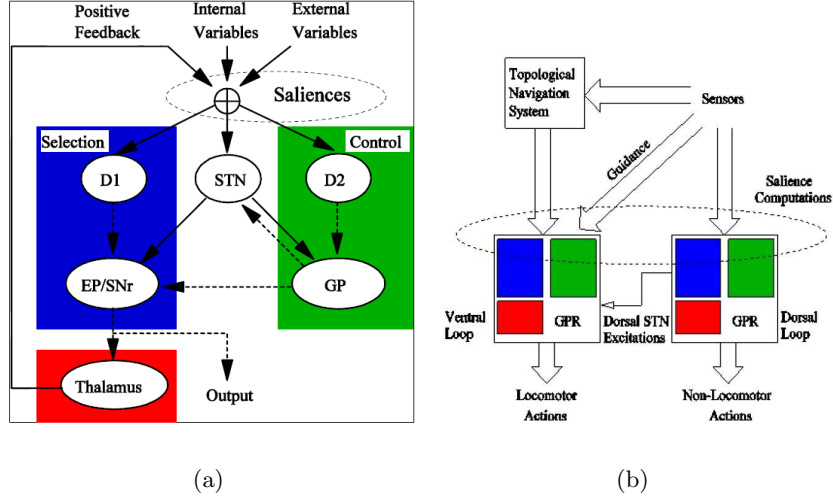 Positive
Feedback
Internal
Variables
External
Variables
Saliences
Selection
Control
D1
STN
D2
EP/SNr
GP
Thalamus
Output
(a)
Topological
Navigation
System
Sensors
Guidance
Salience
Computations
Ventral
Loop
GPR
Dorsal STN
Excitations
GPR
Dorsal
Loop
Locomotor
Actions
Non-Locomotor
Actions
(b)